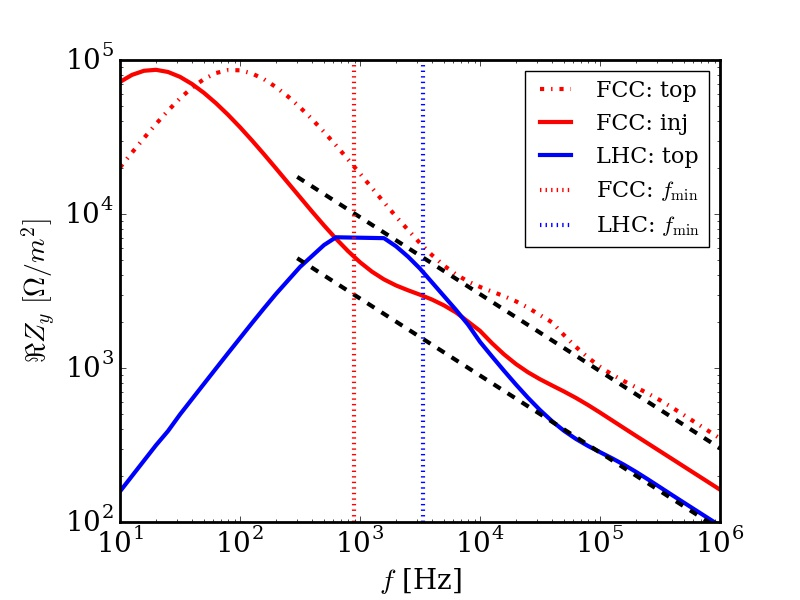 10^5
10^4
10^3
10^2
ℜZ_y [Ω/m^2]
10^1 10^2 10^3 10^4 10^5 10^6
f [Hz]
FCC: top
FCC: inj
LHC: top
FCC: f_min
LHC: f_min